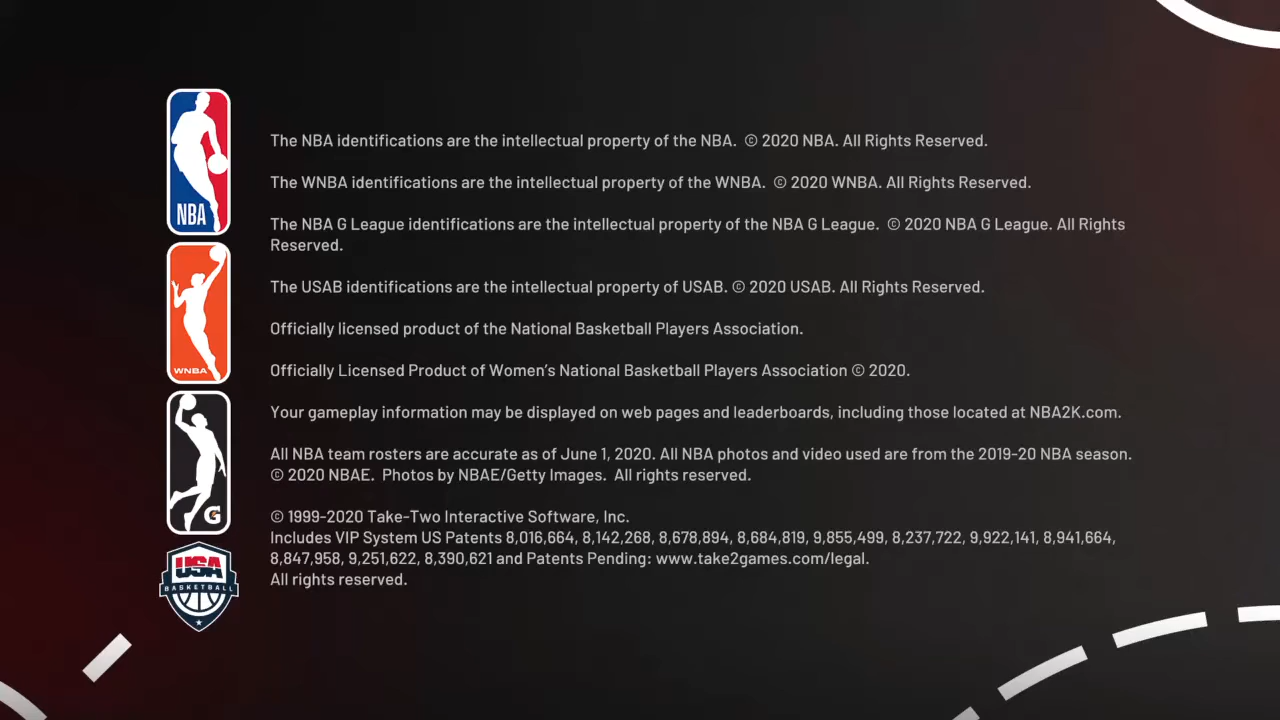 The NBA identifications are the intellectual property of the NBA.  © 2020 NBA. All Rights Reserved.
The WNBA identifications are the intellectual property of the WNBA.  © 2020 WNBA. All Rights Reserved.
The NBA G League identifications are the intellectual property of the NBA G League.  © 2020 NBA G League. All Rights
Reserved.
The USAB identifications are the intellectual property of USAB. © 2020 USAB. All Rights Reserved.
Officially licensed product of the National Basketball Players Association.
Officially Licensed Product of Women's National Basketball Players Association © 2020.
Your gameplay information may be displayed on web pages and leaderboards, including those located at NBA2K.com.
All NBA team rosters are accurate as of June 1, 2020. All NBA photos and video used are from the 2019-20 NBA season.
© 2020 NBAE.  Photos by NBAE/Getty Images.  All rights reserved.
© 1999-2020 Take-Two Interactive Software, Inc.
Includes VIP System US Patents 8,016,664, 8,142,268, 8,678,894, 8,684,819, 9,855,499, 8,237,722, 9,922,141, 8,941,664,
8,847,958, 9,251,622, 8,390,621 and Patents Pending: www.take2games.com/legal.
All rights reserved.
NBA
WNBA
G
USA
BASKETBALL